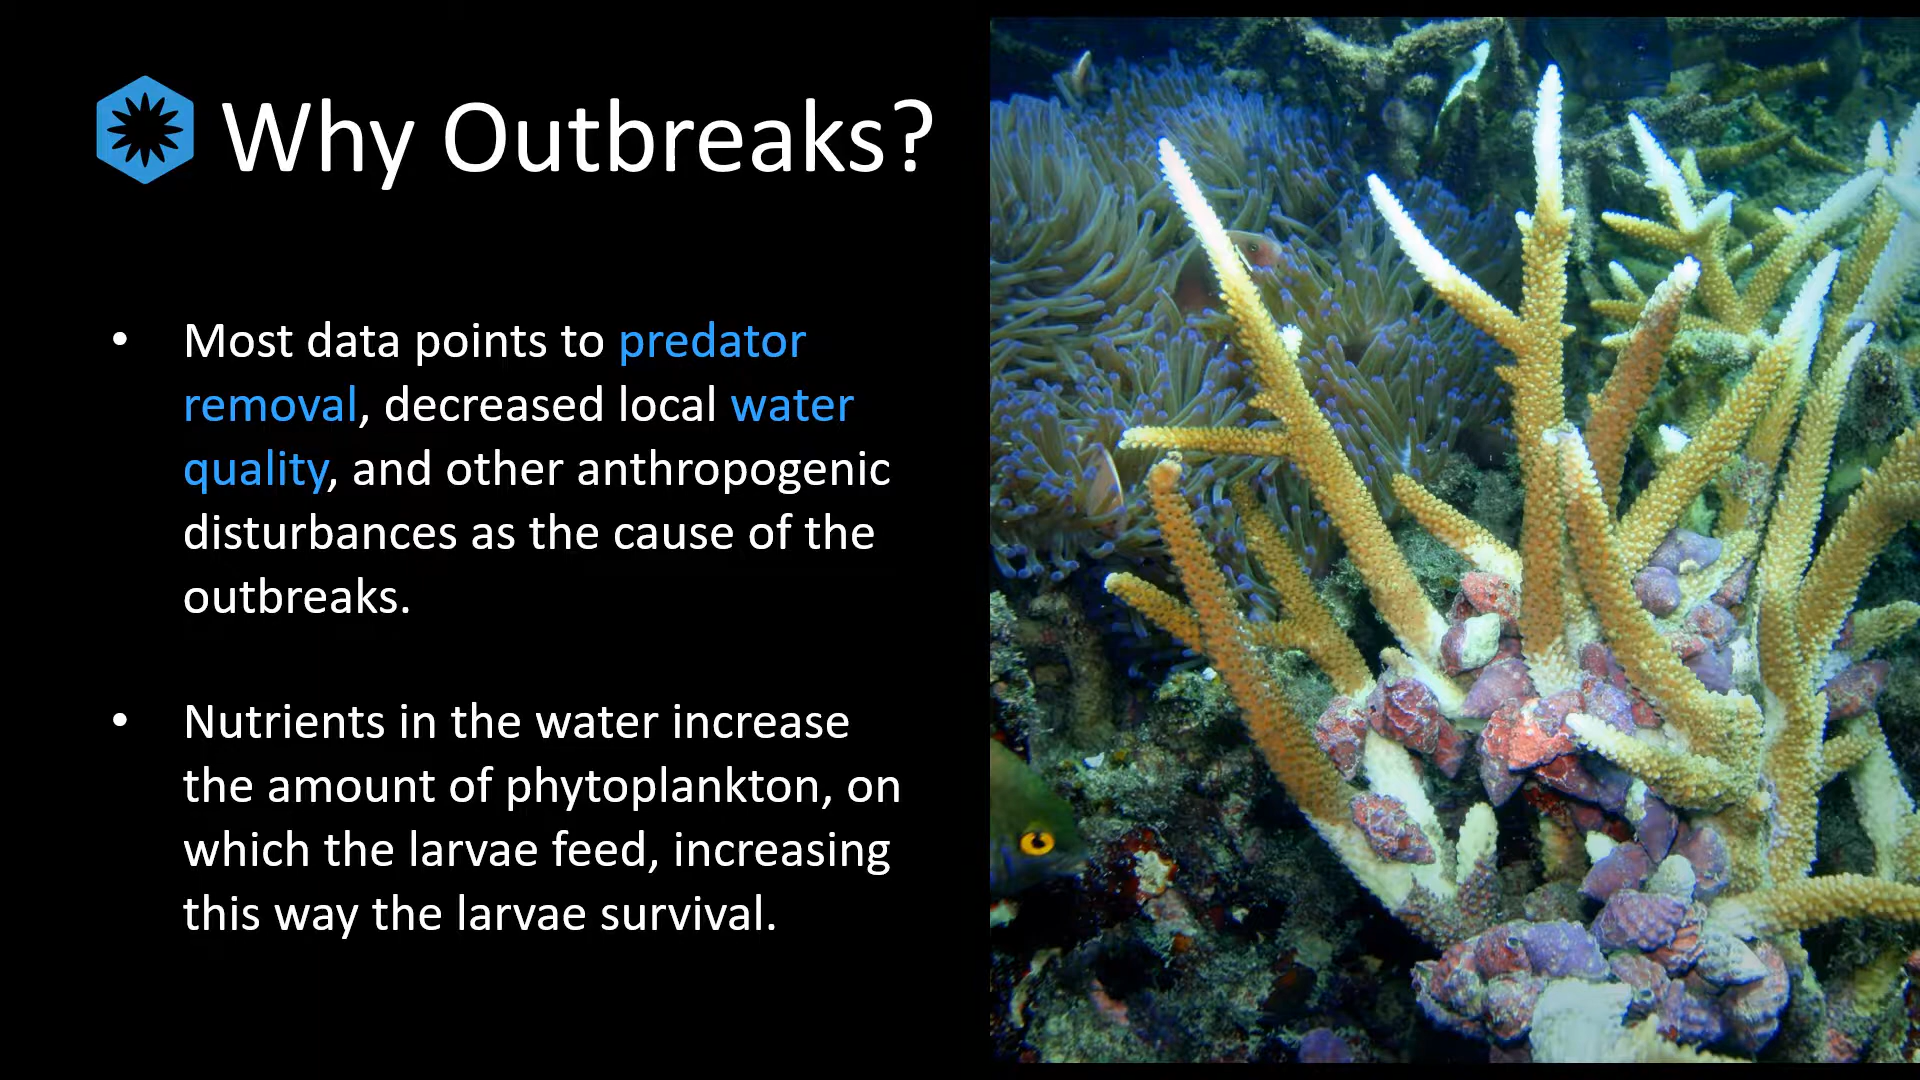 Why Outbreaks?
• Most data points to predator
removal, decreased local water
quality, and other anthropogenic
disturbances as the cause of the
outbreaks.
• Nutrients in the water increase
the amount of phytoplankton, on
which the larvae feed, increasing
this way the larvae survival.